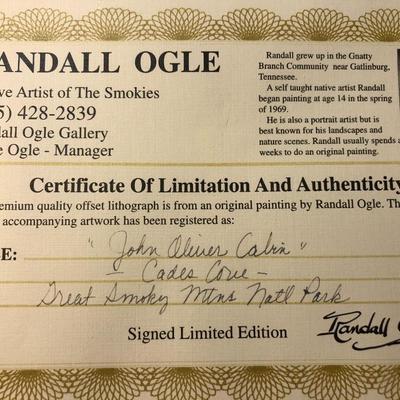 ANDALL OGLE
ve Artist of The Smokies
5) 428-2839
dall Ogle Gallery
e Ogle - Manager
Randall grew up in the Gnatty
Branch Community near Gatlinburg,
Tennessee.
A self taught native artist Randall
began painting at age 14 in the spring
of 1969.
He is also a portrait artist but is
best known for his landscapes and
nature scenes. Randall usually spends
weeks to do an original painting.
Certificate Of Limitation And Authenticity
remium quality offset lithograph is from an original painting by Randall Ogle. The
accompanying artwork has been registered as:
E:
"John Oliver Cabin"
- Cades Cove -
Great Smoky Mtns Nat'l Park
Signed Limited Edition
Randall